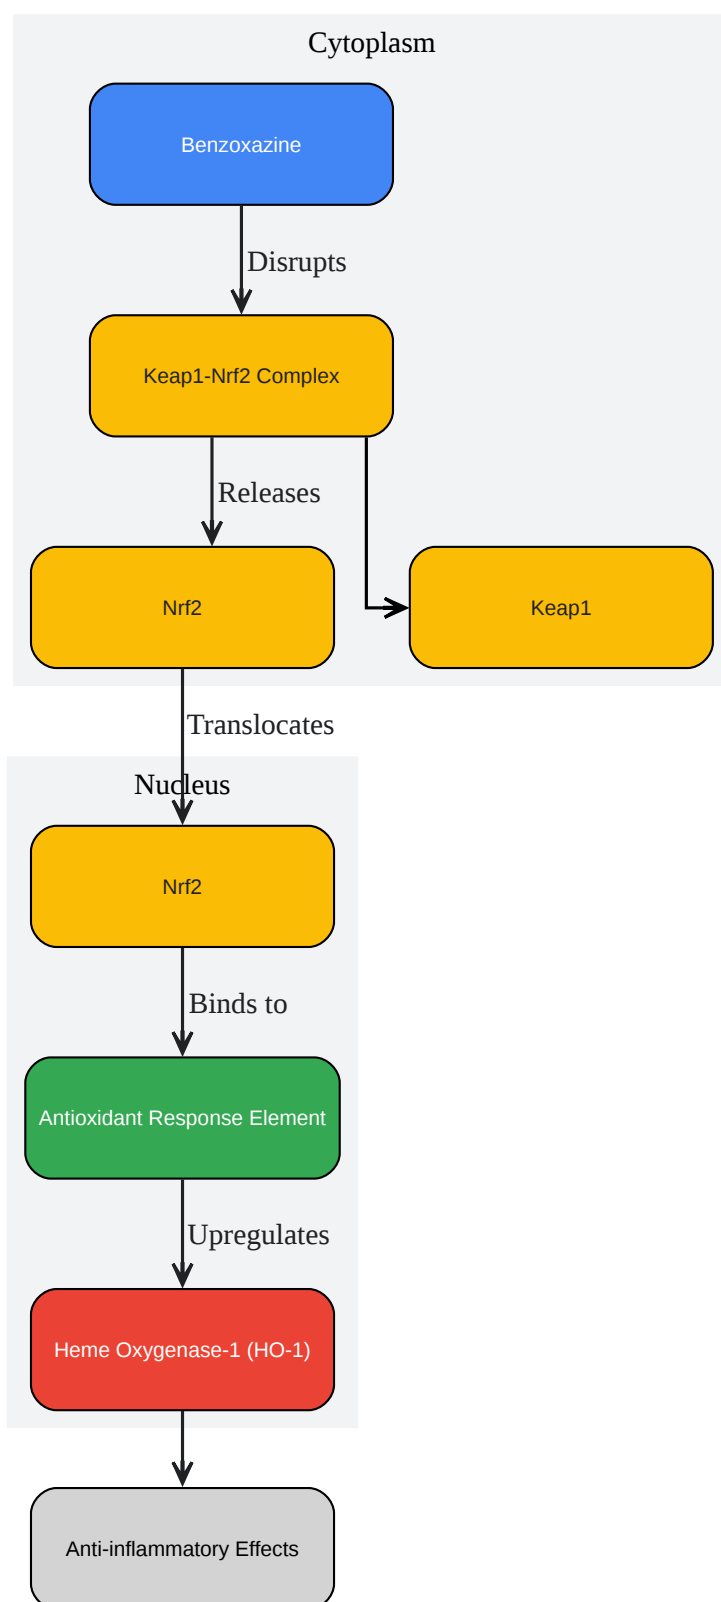 Cytoplasm
Benzoxazine
Disrupts
Keap1-Nrf2 Complex
Releases
Nrf2
Keap1
Translocates
Nucleus
Nrf2
Binds to
Antioxidant Response Element
Upregulates
Heme Oxygenase-1 (HO-1)
Anti-inflammatory Effects